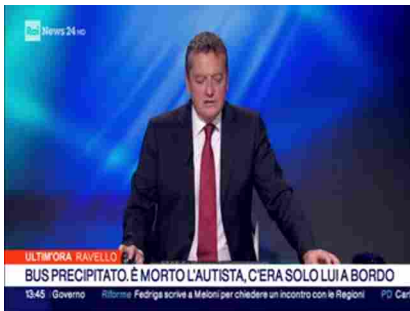 Rai News 24 HD
ULTIM'ORA RAVELLO
BUS PRECIPITATO. È MORTO L'AUTISTA, C'ERA SOLO LUI A BORDO
13:45 Governo Riforme Fedriga scrive a Meloni per chiedere un incontro con le Regioni PD